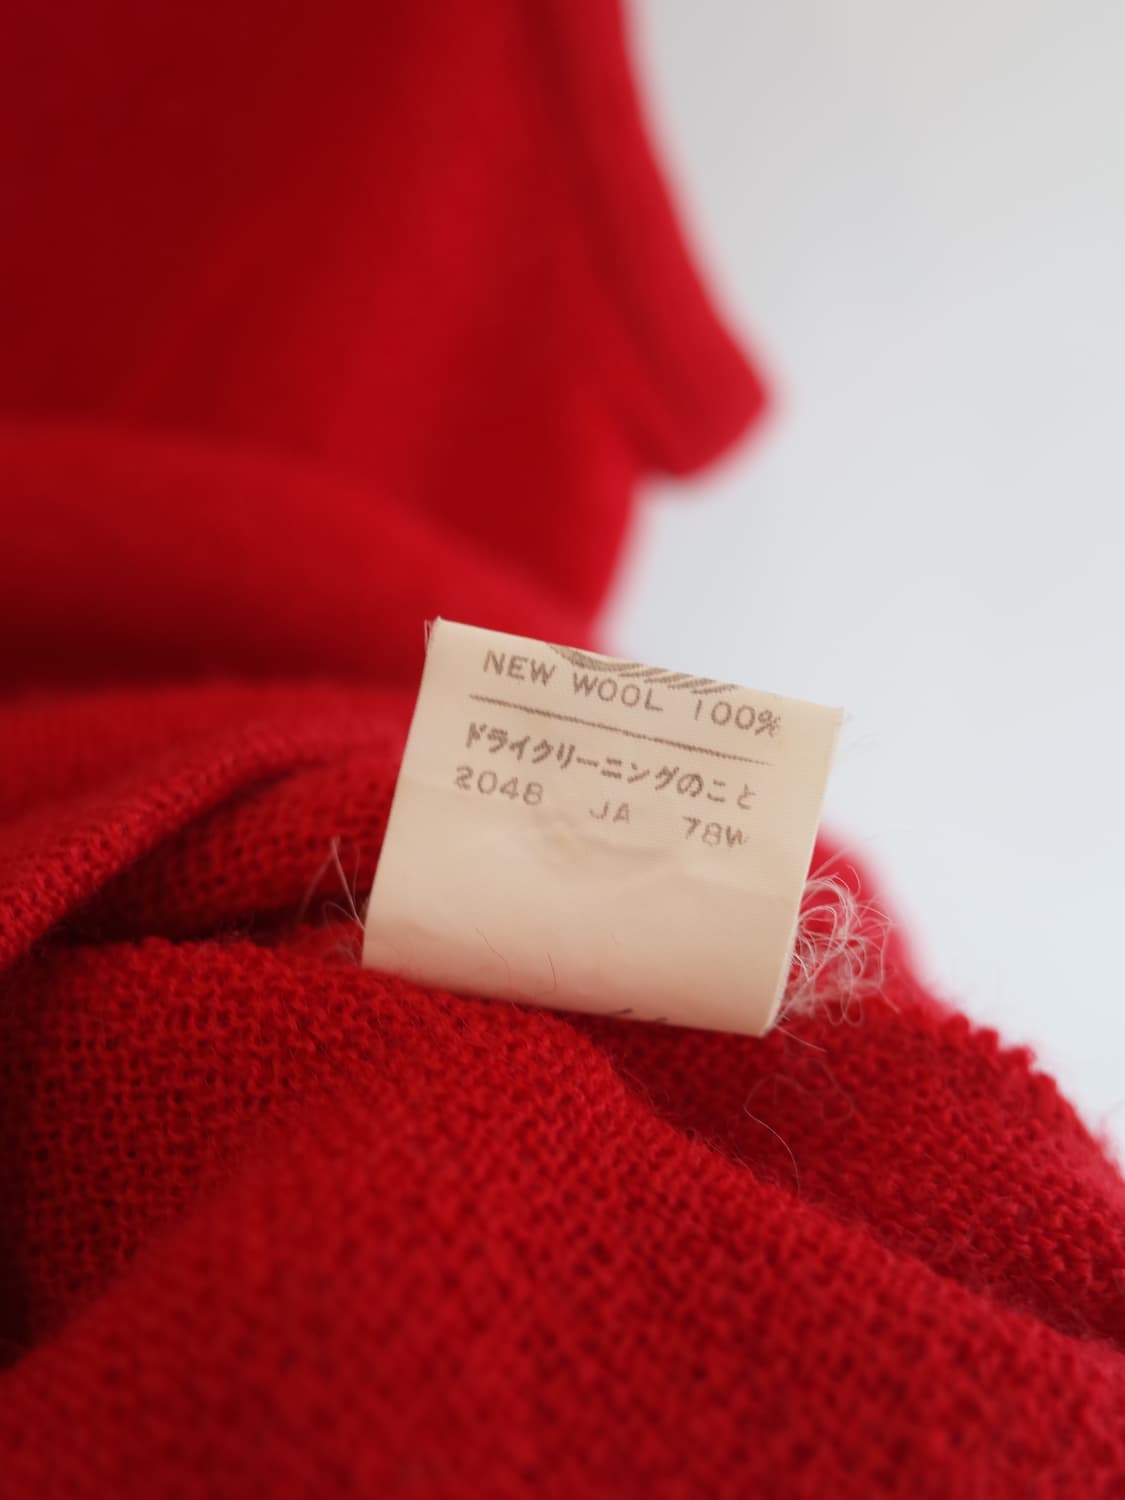 NEW WOOL 100%
ドライクリーニングのこと
2048 JA 78W